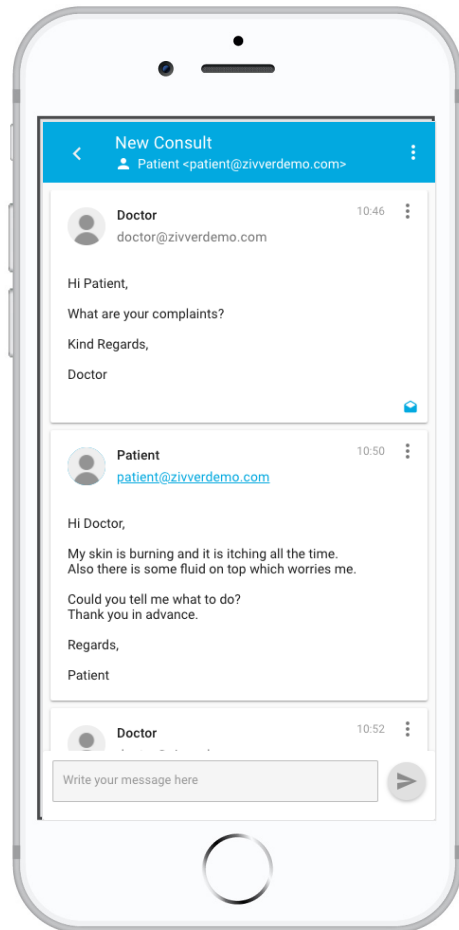 New Consult
Patient <patient@zivverdemo.com>
Doctor 10:46
doctor@zivverdemo.com
Hi Patient,
What are your complaints?
Kind Regards,
Doctor
Patient 10:50
patient@zivverdemo.com
Hi Doctor,
My skin is burning and it is itching all the time.
Also there is some fluid on top which worries me.
Could you tell me what to do?
Thank you in advance.
Regards,
Patient
Doctor 10:52
Write your message here